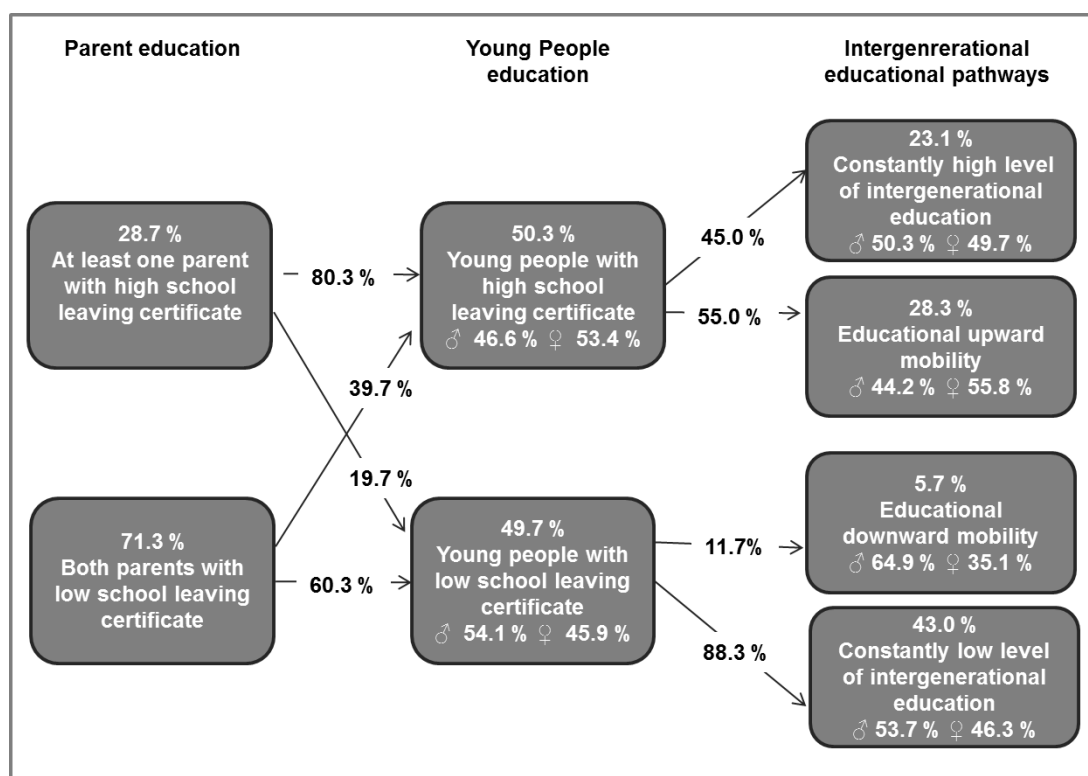 Parent education
Young People
education
Intergenrerational
educational pathways
28.7 %
At least one parent
with high school
leaving certificate
71.3 %
Both parents with
low school leaving
certificate
80.3 %
39.7 %
19.7 %
60.3 %
50.3 %
Young people with
high school
leaving certificate
♂ 46.6 % ♀ 53.4 %
49.7 %
Young people with
low school leaving
certificate
♂ 54.1 % ♀ 45.9 %
45.0 %
55.0 %
11.7%
88.3 %
23.1 %
Constantly high level
of intergenerational
education
♂ 50.3 % ♀ 49.7 %
28.3 %
Educational upward
mobility
♂ 44.2 % ♀ 55.8 %
5.7 %
Educational
downward mobility
♂ 64.9 % ♀ 35.1 %
43.0 %
Constantly low level
of intergenerational
education
♂ 53.7 % ♀ 46.3 %